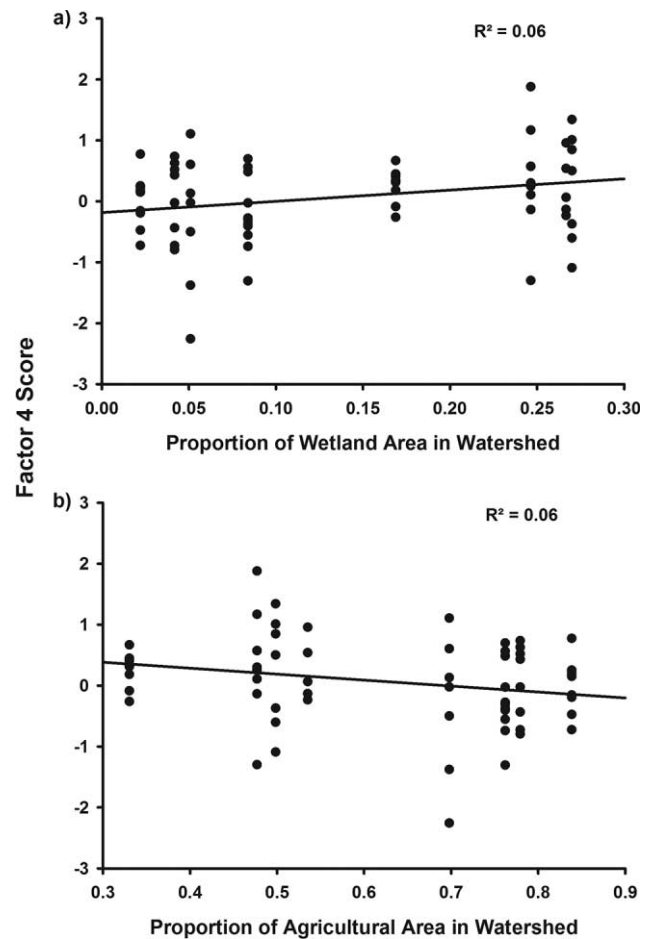 a)
R² = 0.06
3
2
1
0
-1
-2
-3
0.00 0.05 0.10 0.15 0.20 0.25 0.30
Proportion of Wetland Area in Watershed
Factor 4 Score
b)
R² = 0.06
3
2
1
0
-1
-2
-3
0.3 0.4 0.5 0.6 0.7 0.8 0.9
Proportion of Agricultural Area in Watershed